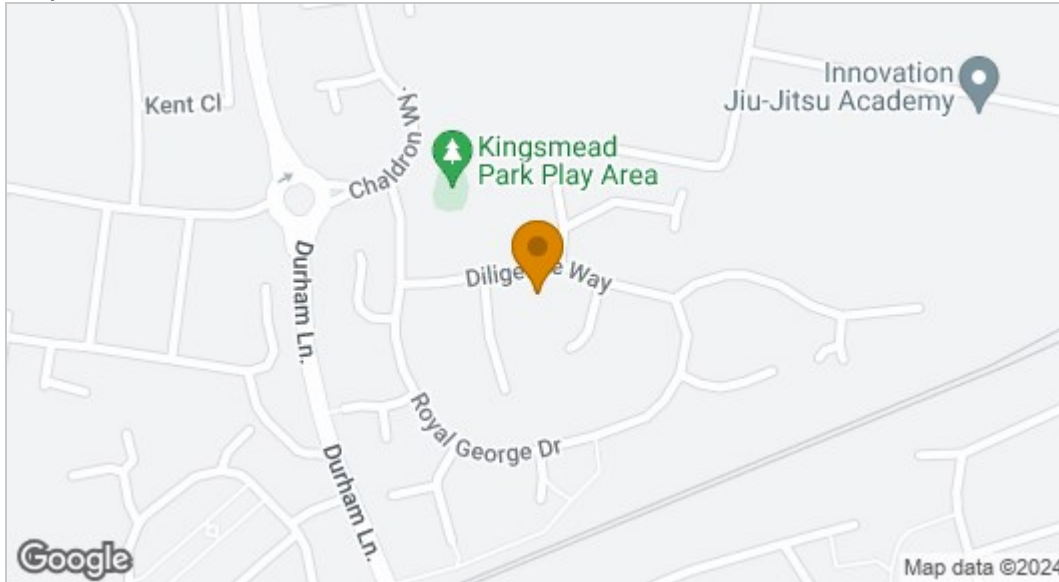 Innovation
Jiu-Jitsu Academy
Kent Cl
Chaldron Wy.
Kingsmead
Park Play Area
Durham Ln.
Way
Royal George Dr
Durham Ln.
Google
Map data ©2024